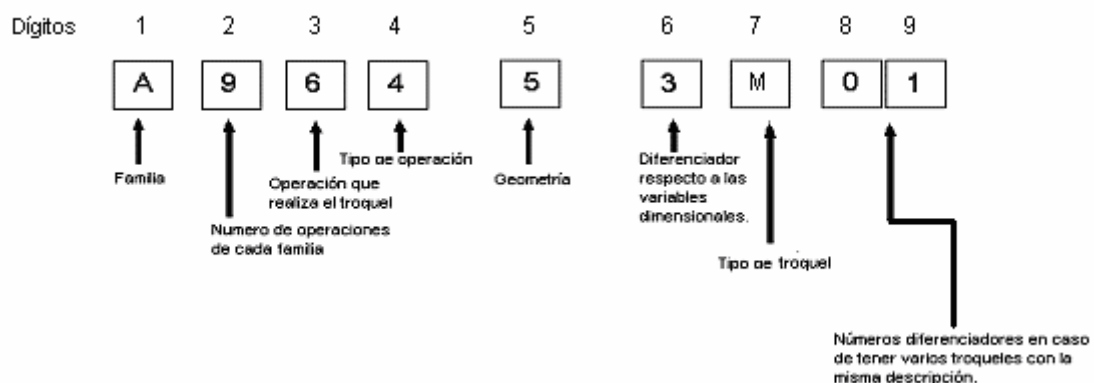 Dígitos 1 2 3 4 5 6 7 8 9
A 9 6 4 5 3 M 0 1
Familia
Numero de operaciones
de cada familia
Operación que
realiza el troquel
Tipo de operación
Geometría
Diferenciador
respecto a las
variables
dimensionales.
Tipo de troquel
Números diferenciadores en caso
de tener varios troqueles con la
misma descripción.